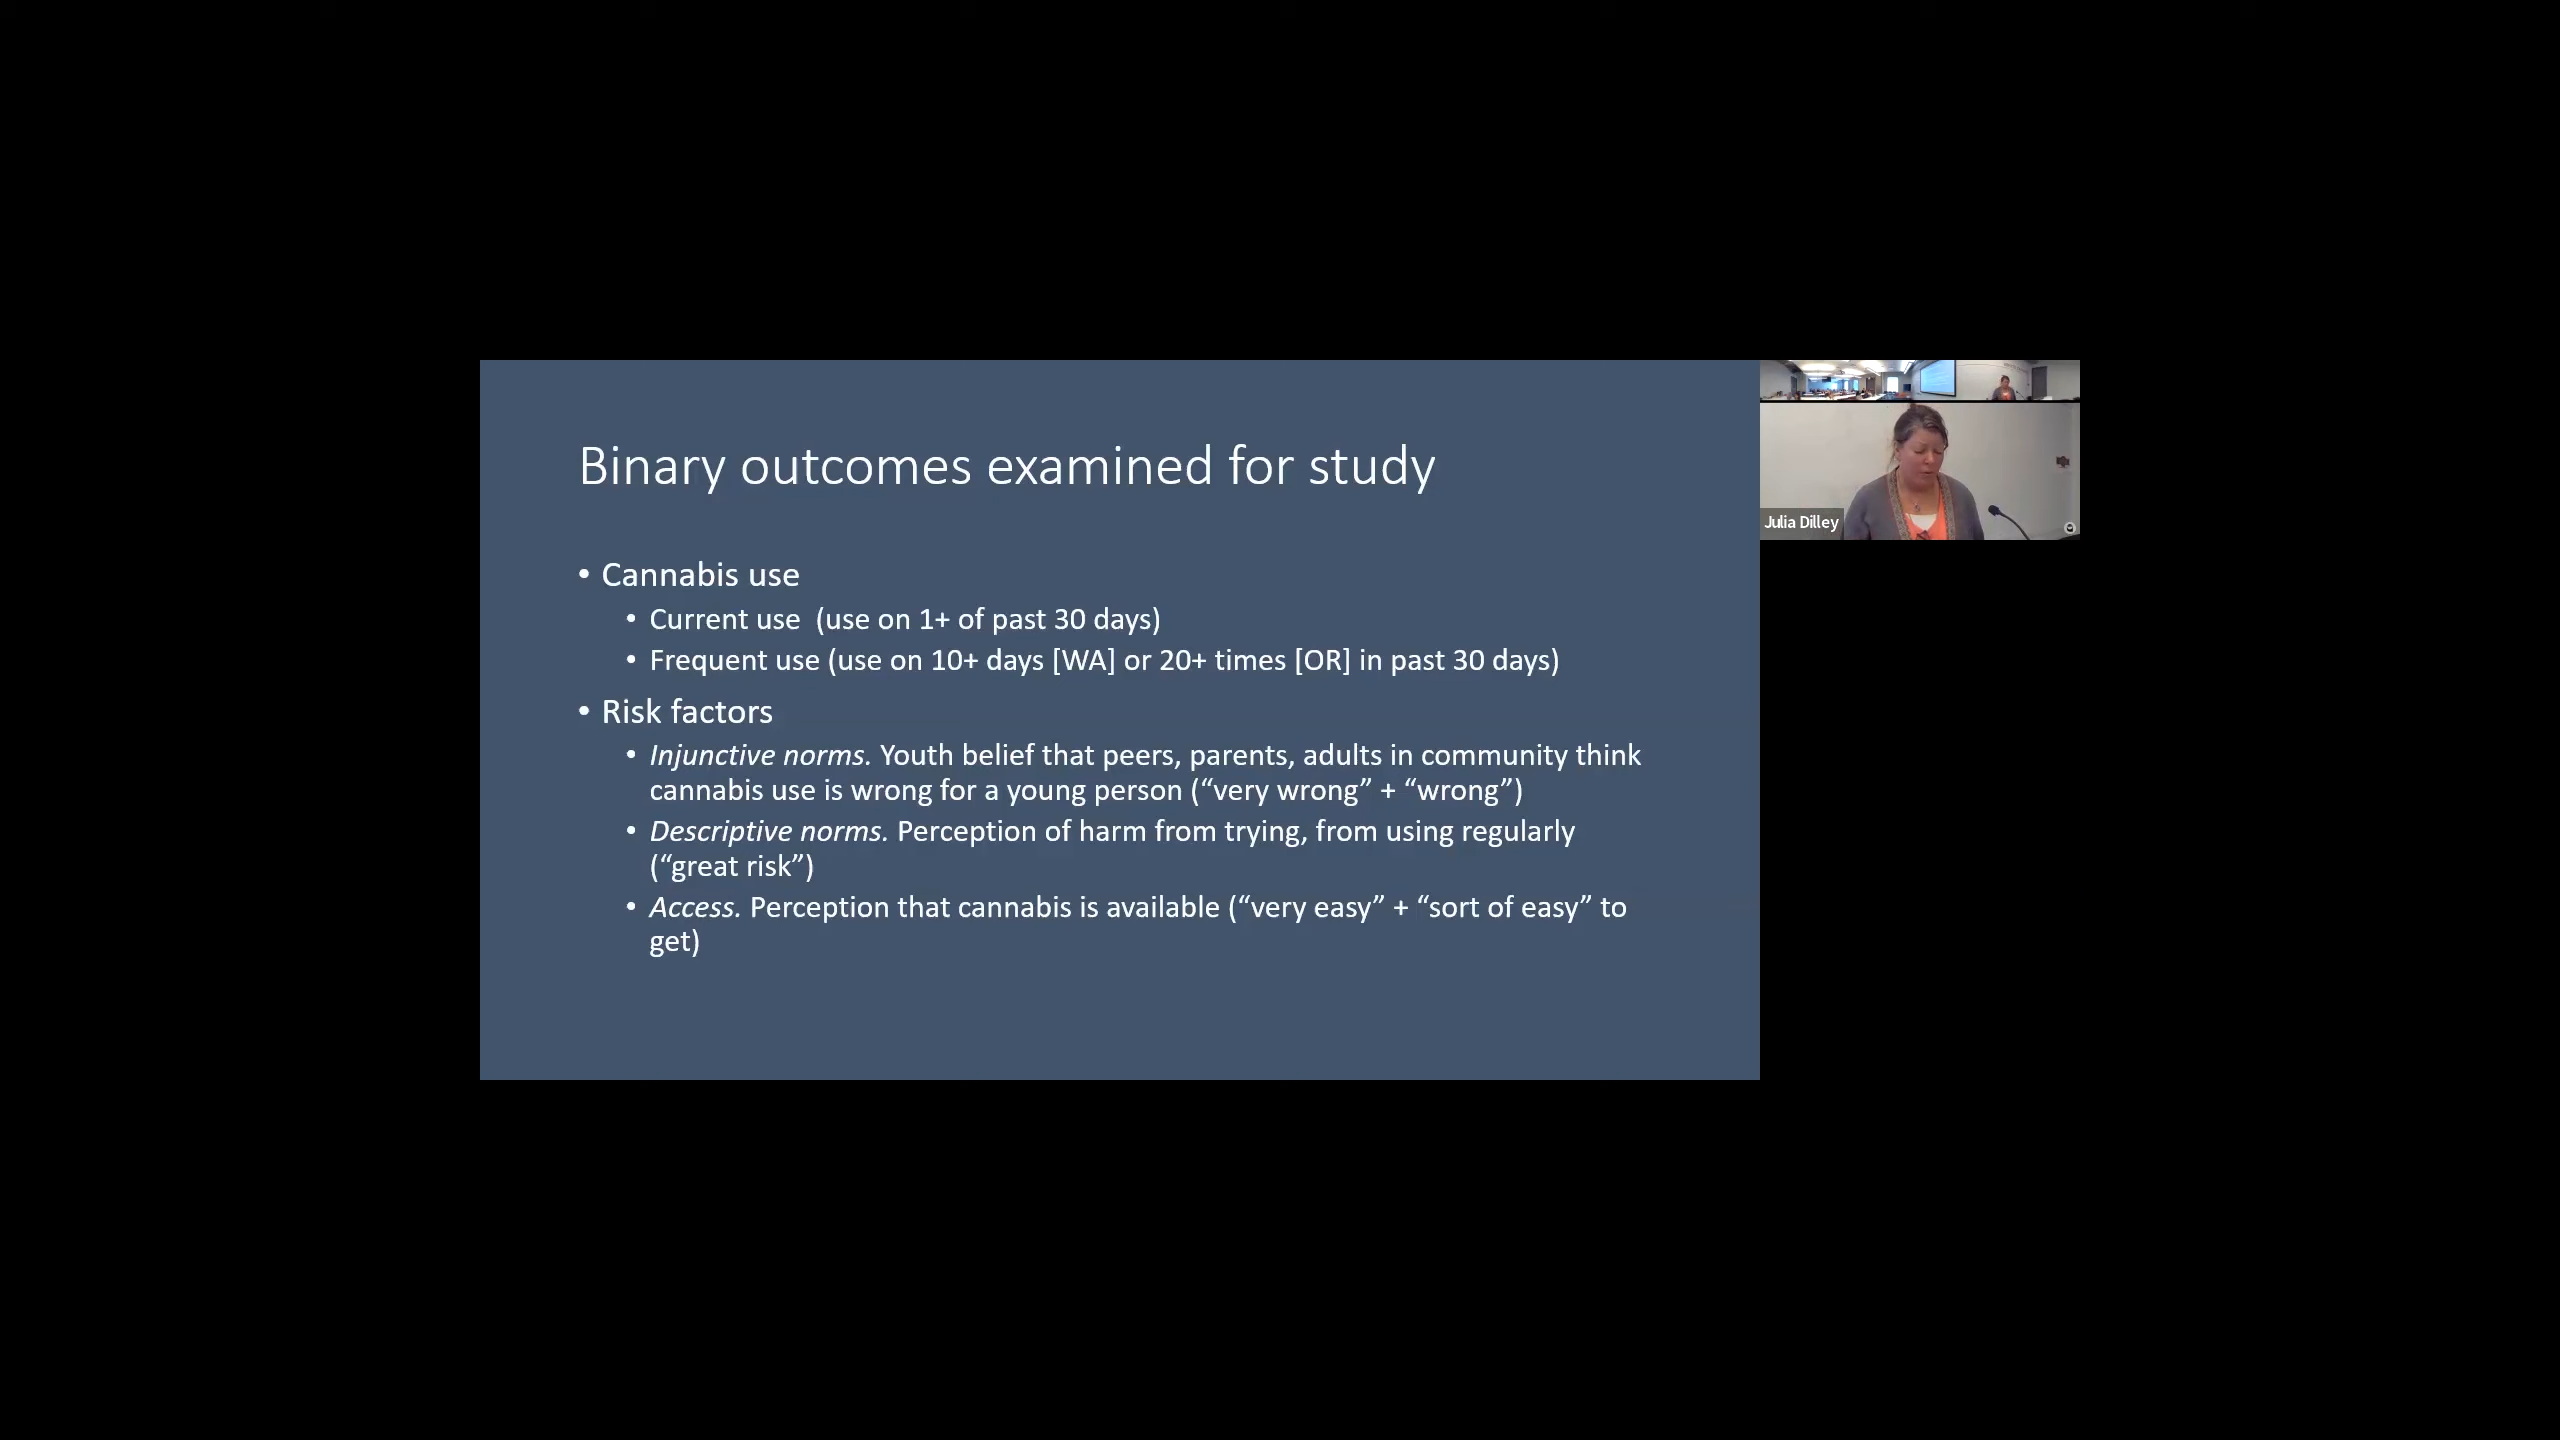 Binary outcomes examined for study
• Cannabis use
• Current use  (use on 1+ of past 30 days)
• Frequent use (use on 10+ days [WA] or 20+ times [OR] in past 30 days)
• Risk factors
• Injunctive norms. Youth belief that peers, parents, adults in community think
cannabis use is wrong for a young person (“very wrong” + “wrong”)
• Descriptive norms. Perception of harm from trying, from using regularly
(“great risk”)
• Access. Perception that cannabis is available (“very easy” + “sort of easy” to
get)
Julia Dilley